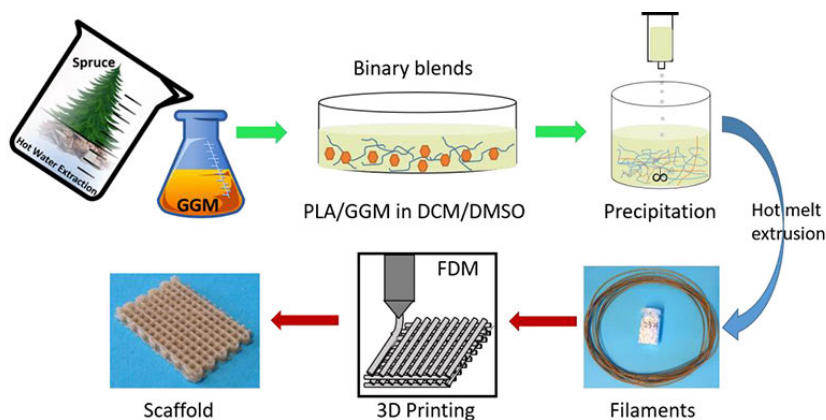 Spruce
Hot Water Extraction
GGM
Binary blends
PLA/GGM in DCM/DMSO
Precipitation
Hot melt
extrusion
FDM
Scaffold
3D Printing
Filaments